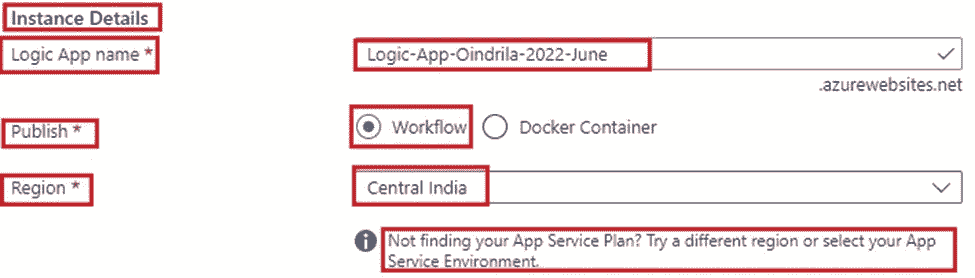 Instance Details
Logic App name *
Logic-App-Oindrila-2022-June
.azurewebsites.net
Publish *
Workflow
Docker Container
Region *
Central India
Not finding your App Service Plan? Try a different region or select your App
Service Environment.